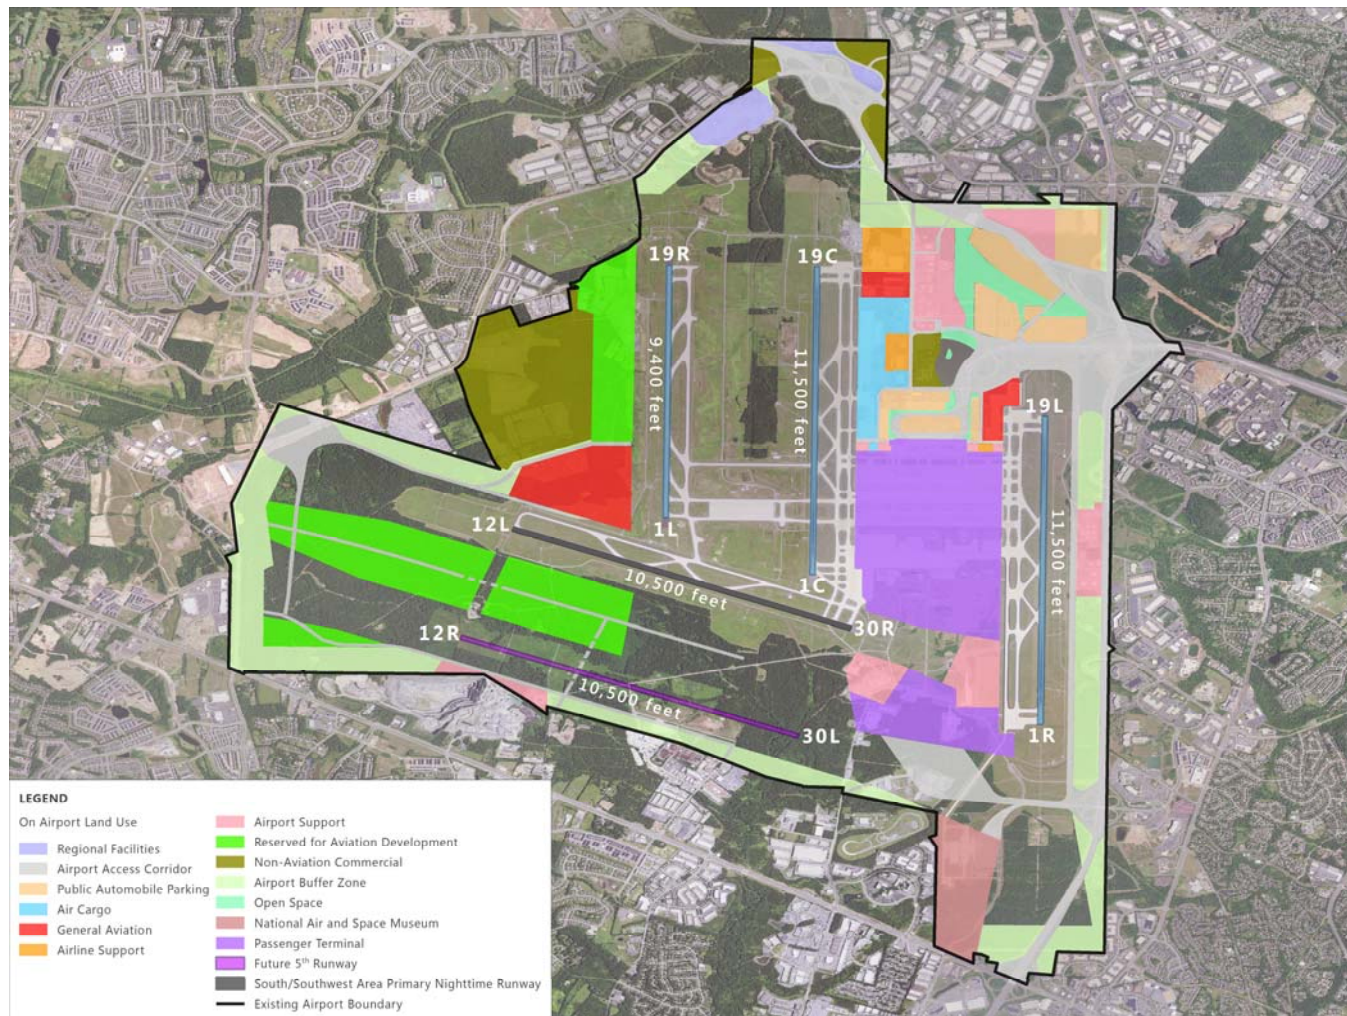 19R
19C
9,400 feet
11,500 feet
19L
12L
1L
11,500 feet
10,500 feet
1C
12R
30R
10,500 feet
30L
1R
LEGEND
On Airport Land Use
Regional Facilities
Airport Access Corridor
Public Automobile Parking
Air Cargo
General Aviation
Airline Support
Airport Support
Reserved for Aviation Development
Non-Aviation Commercial
Airport Buffer Zone
Open Space
National Air and Space Museum
Passenger Terminal
Future 5th Runway
South/Southwest Area Primary Nighttime Runway
Existing Airport Boundary